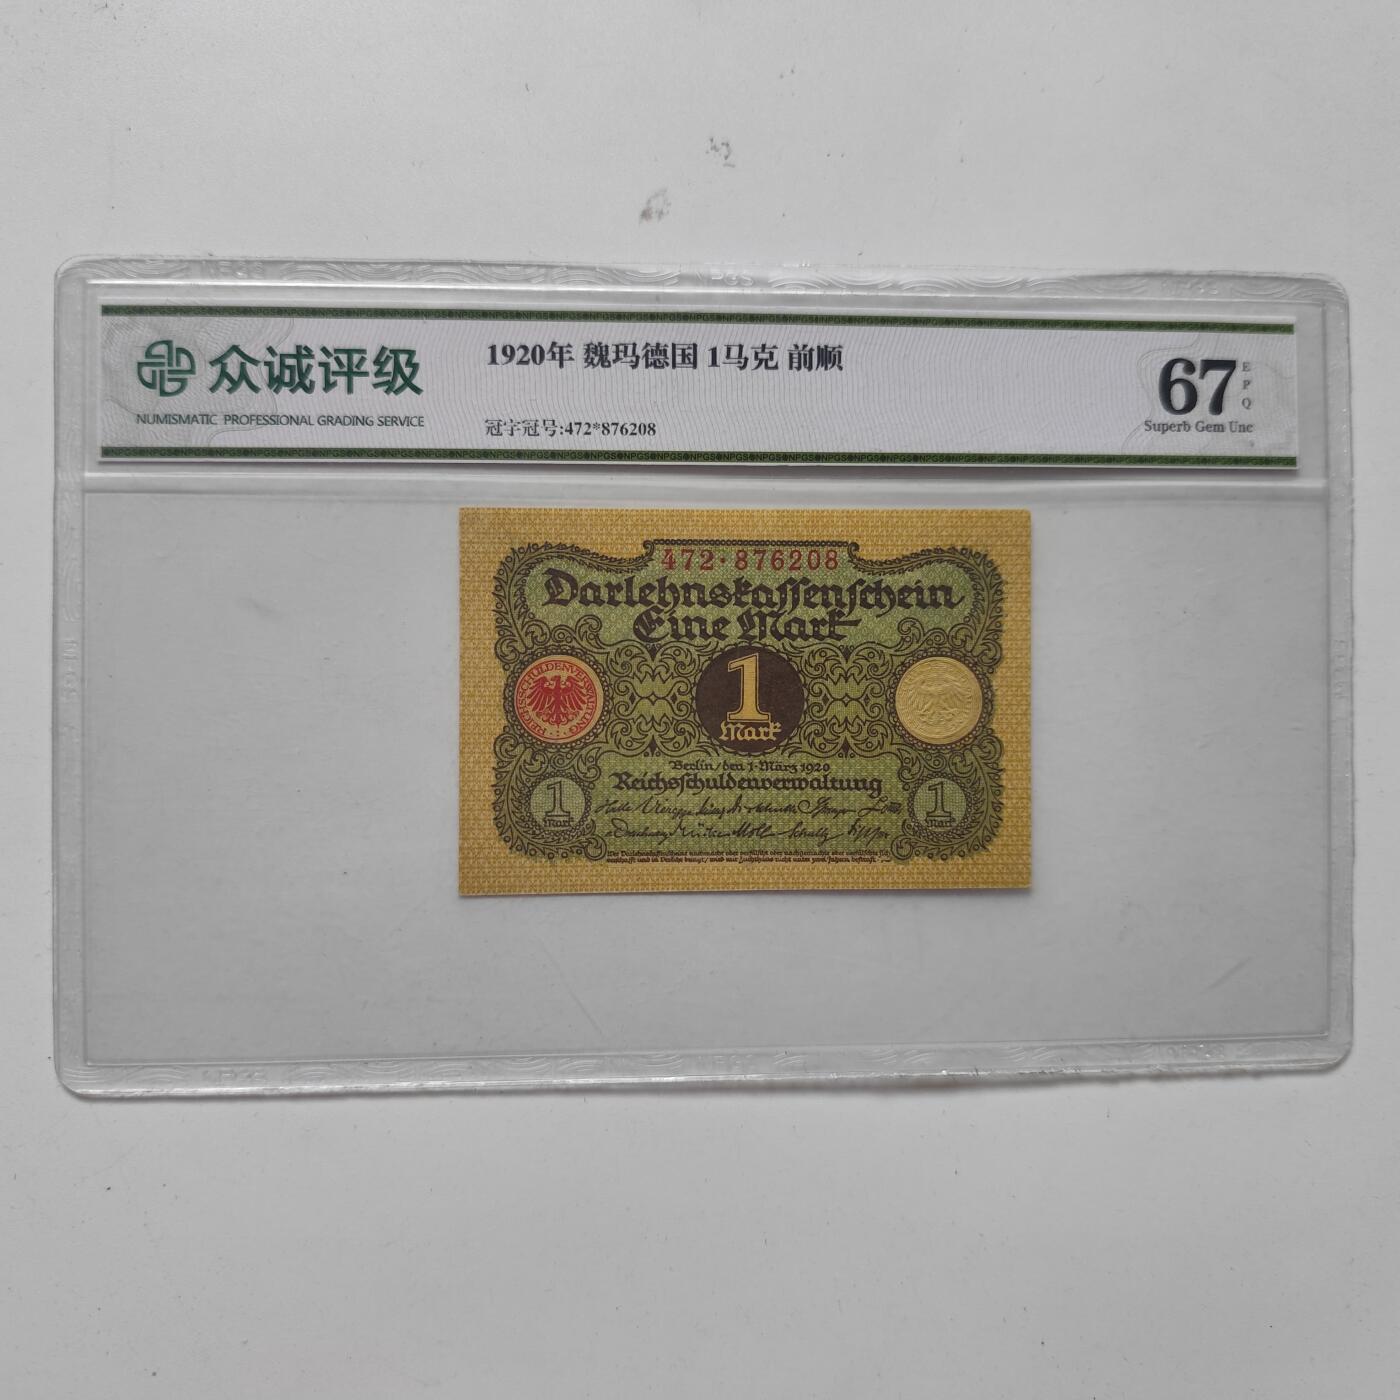 众诚评级
NUMISMATIC PROFESSIONAL GRADING SERVICE
1920年 魏玛德国 1马克 前顺
冠字冠号:472*876208
67
EPQ
Superb Gem Unc
472·876208
Darlehnskassenschein
Eine Mark
REICHSSCHULDENVERWALTUNG
1
Mark
Berlin/den 1·März 1920
Reichsschuldenverwaltung
1
Mark
1
Mark